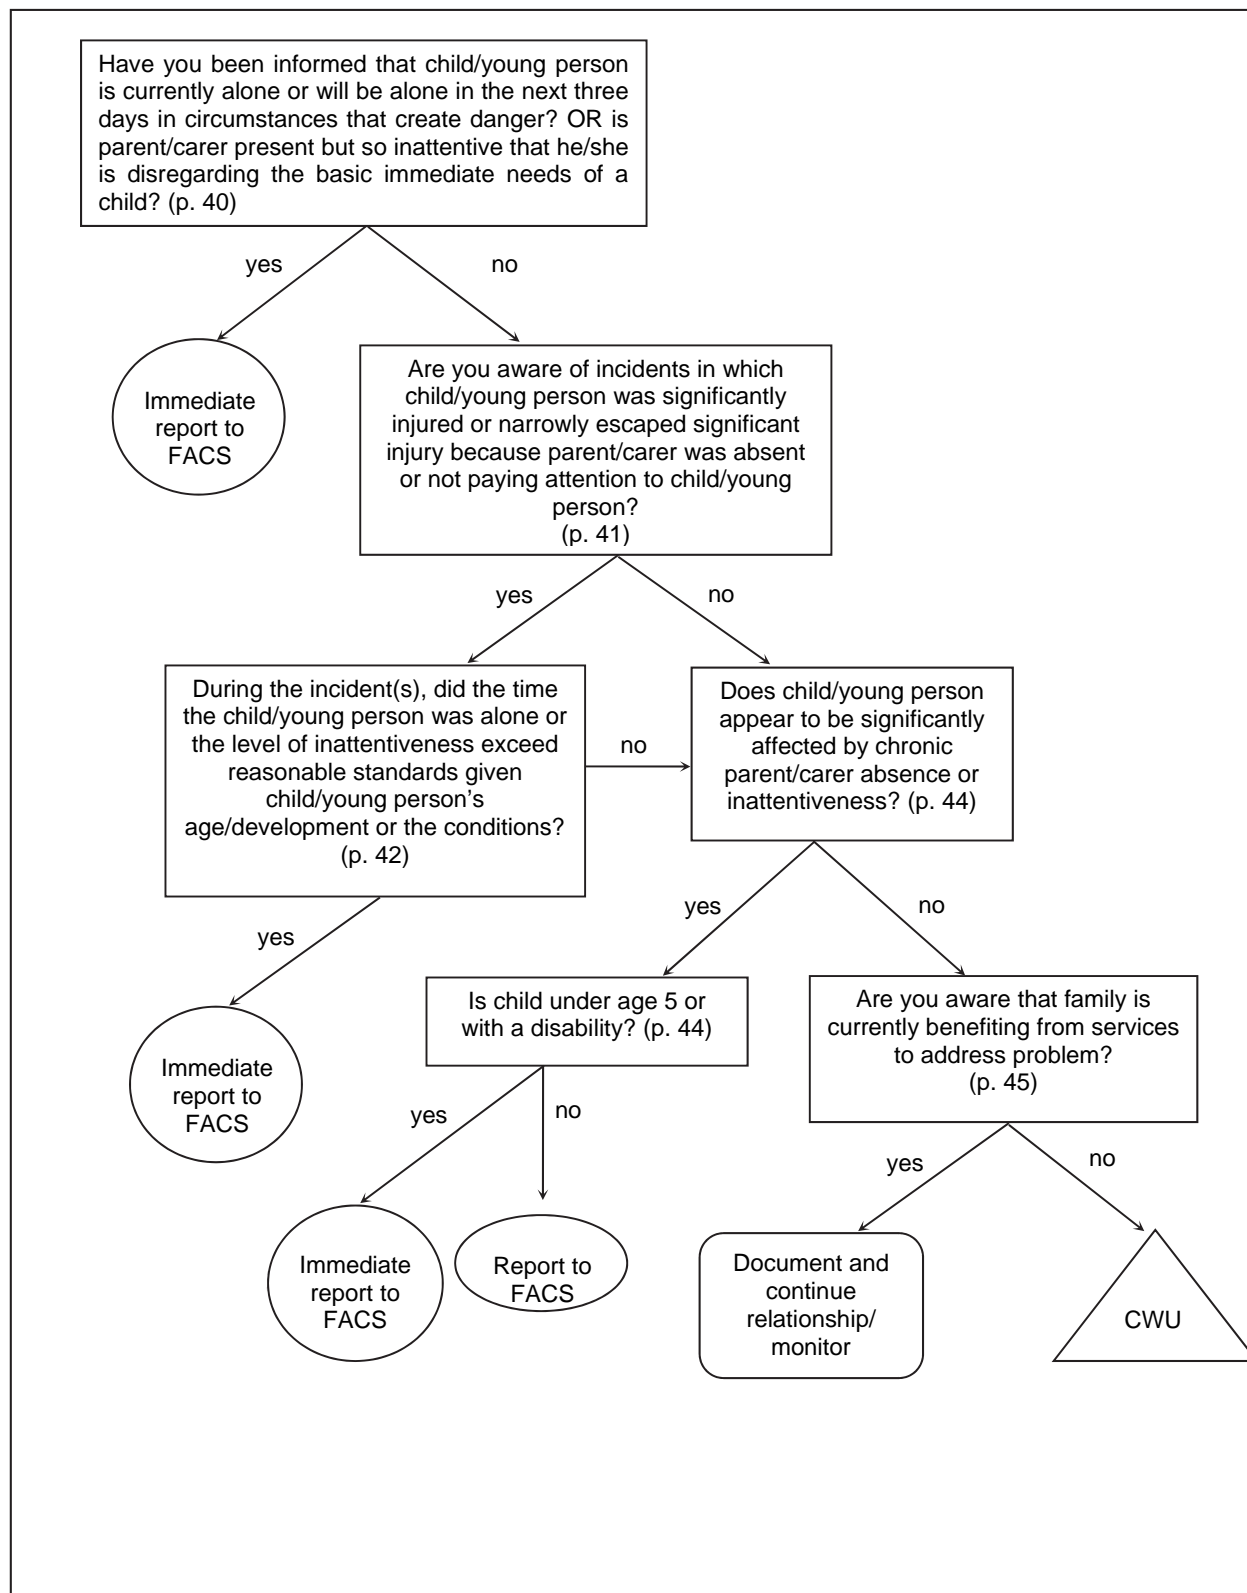 Have you been informed that child/young person
is currently alone or will be alone in the next three
days in circumstances that create danger? OR is
parent/carer present but so inattentive that he/she
is disregarding the basic immediate needs of a
child? (p. 40)
yes
no
Immediate
report to
FACS
Are you aware of incidents in which
child/young person was significantly
injured or narrowly escaped significant
injury because parent/carer was absent
or not paying attention to child/young
person?
(p. 41)
yes
no
During the incident(s), did the time
the child/young person was alone or
the level of inattentiveness exceed
reasonable standards given
child/young person's
age/development or the conditions?
(p. 42)
no
Does child/young person
appear to be significantly
affected by chronic
parent/carer absence or
inattentiveness? (p. 44)
yes
yes
no
Immediate
report to
FACS
Is child under age 5 or
with a disability? (p. 44)
Are you aware that family is
currently benefiting from services
to address problem?
(p. 45)
yes
no
yes
no
Immediate
report to
FACS
Report to
FACS
Document and
continue
relationship/
monitor
CWU